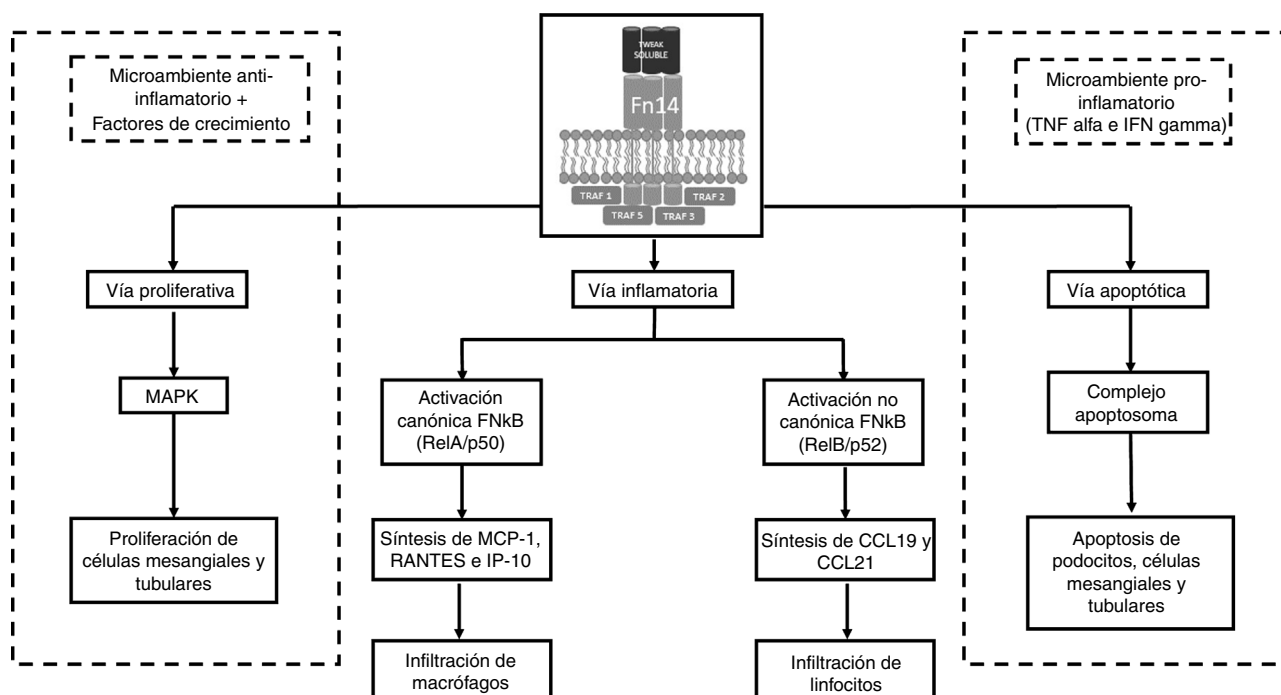 Microambiente anti-
inflamatorio +
Factores de crecimiento
TWEAK
SOLUBLE
Fn14
TRAF 1
TRAF 2
TRAF 5
TRAF 3
Microambiente pro-
inflamatorio
(TNF alfa e IFN gamma)
Vía proliferativa
Vía inflamatoria
Vía apoptótica
MAPK
Activación
canónica FNkB
(RelA/p50)
Activación no
canónica FNkB
(RelB/p52)
Complejo
apoptosoma
Proliferación de
células mesangiales y
tubulares
Síntesis de MCP-1,
RANTES e IP-10
Síntesis de CCL19 y
CCL21
Apoptosis de
podocitos, células
mesangiales y
tubulares
Infiltración de
macrófagos
Infiltración de
linfocitos